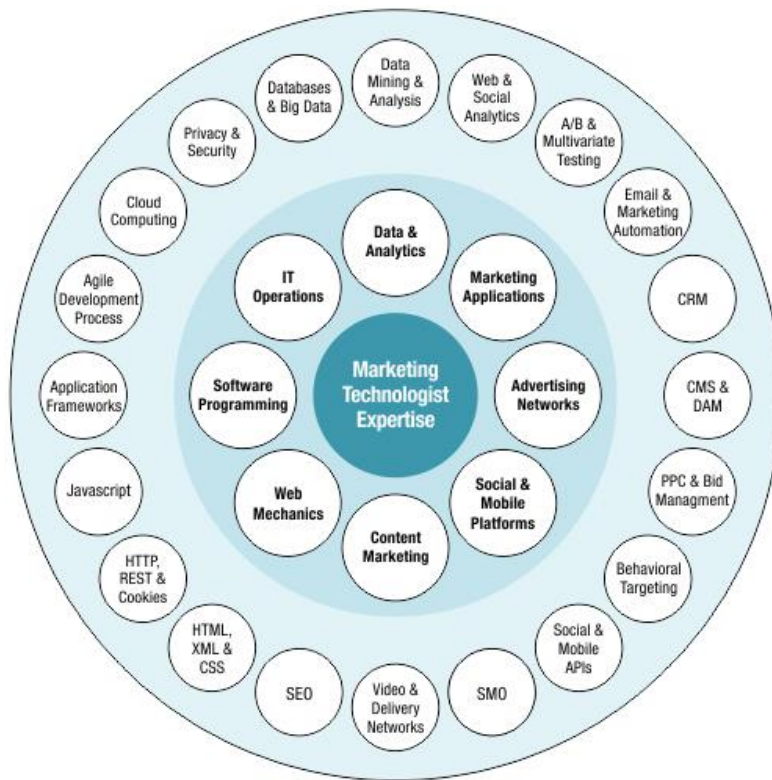 Data
Mining &
Analysis
Web &
Social
Analytics
A/B &
Multivariate
Testing
Email &
Marketing
Automation
CRM
CMS &
DAM
PPC & Bid
Managment
Behavioral
Targeting
Social &
Mobile
APIs
SMO
Video &
Delivery
Networks
SEO
HTML,
XML &
CSS
HTTP,
REST &
Cookies
Javascript
Application
Frameworks
Agile
Development
Process
Cloud
Computing
Privacy &
Security
Databases
& Big Data
Data &
Analytics
Marketing
Applications
Advertising
Networks
Social &
Mobile
Platforms
Content
Marketing
Web
Mechanics
Software
Programming
IT
Operations
Marketing
Technologist
Expertise